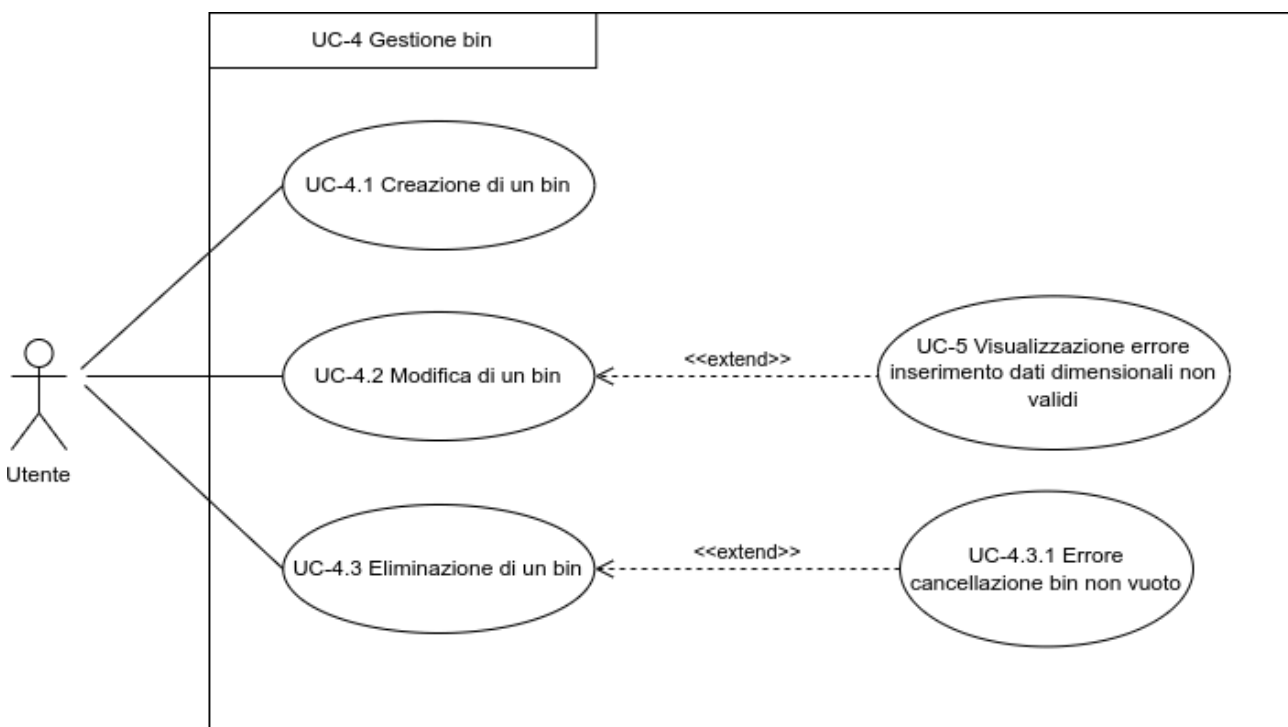 UC-4 Gestione bin
UC-4.1 Creazione di un bin
UC-4.2 Modifica di un bin
<<extend>>
UC-5 Visualizzazione errore
inserimento dati dimensionali non
validi
Utente
UC-4.3 Eliminazione di un bin
<<extend>>
UC-4.3.1 Errore
cancellazione bin non vuoto